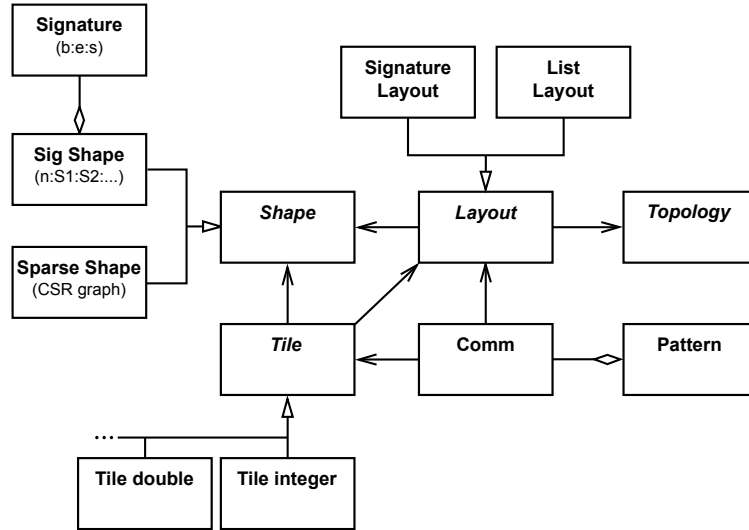 Signature
(b:e:s)
Signature
Layout
List
Layout
Sig Shape
(n:S1:S2:...)
Shape
Layout
Topology
Sparse Shape
(CSR graph)
Tile
Comm
Pattern
...
Tile double
Tile integer